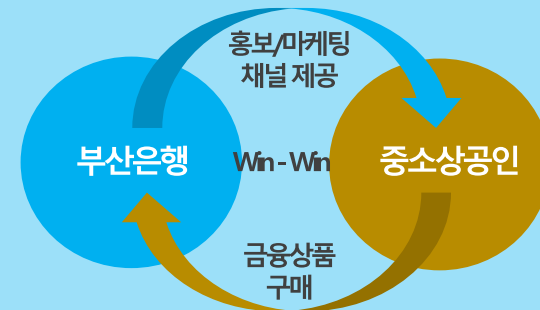 홍보/마케팅
채널 제공
부산은행
Win - Win
중소상공인
금융상품
구매